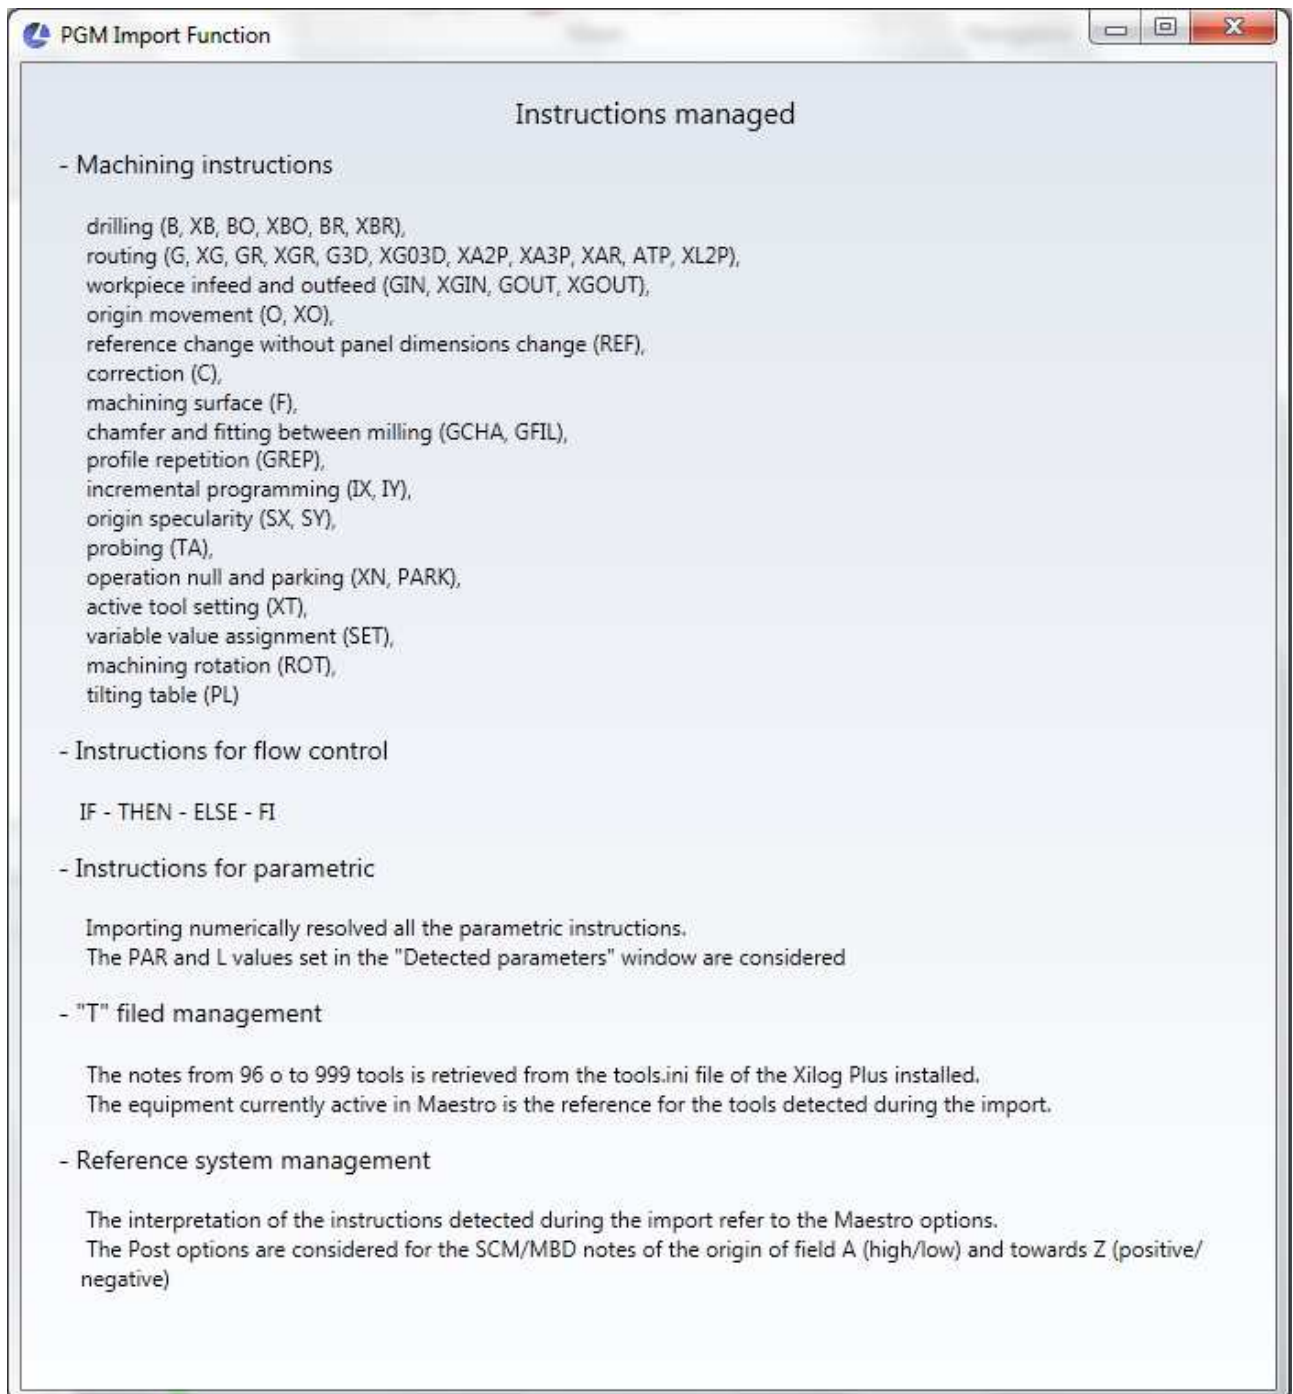 PGM Import Function
Instructions managed
- Machining instructions
drilling (B, XB, BO, XBO, BR, XBR),
routing (G, XG, GR, XGR, G3D, XG03D, XA2P, XA3P, XAR, ATP, XL2P),
workpiece infeed and outfeed (GIN, XGIN, GOUT, XGOUT),
origin movement (O, XO),
reference change without panel dimensions change (REF),
correction (C),
machining surface (F),
chamfer and fitting between milling (GCHA, GFIL),
profile repetition (GREP),
incremental programming (IX, IY),
origin specularity (SX, SY),
probing (TA),
operation null and parking (XN, PARK),
active tool setting (XT),
variable value assignment (SET),
machining rotation (ROT),
tilting table (PL)
- Instructions for flow control
IF - THEN - ELSE - FI
- Instructions for parametric
Importing numerically resolved all the parametric instructions.
The PAR and L values set in the "Detected parameters" window are considered
- "T" filed management
The notes from 96 o to 999 tools is retrieved from the tools.ini file of the Xilog Plus installed.
The equipment currently active in Maestro is the reference for the tools detected during the import.
- Reference system management
The interpretation of the instructions detected during the import refer to the Maestro options.
The Post options are considered for the SCM/MBD notes of the origin of field A (high/low) and towards Z (positive/
negative)